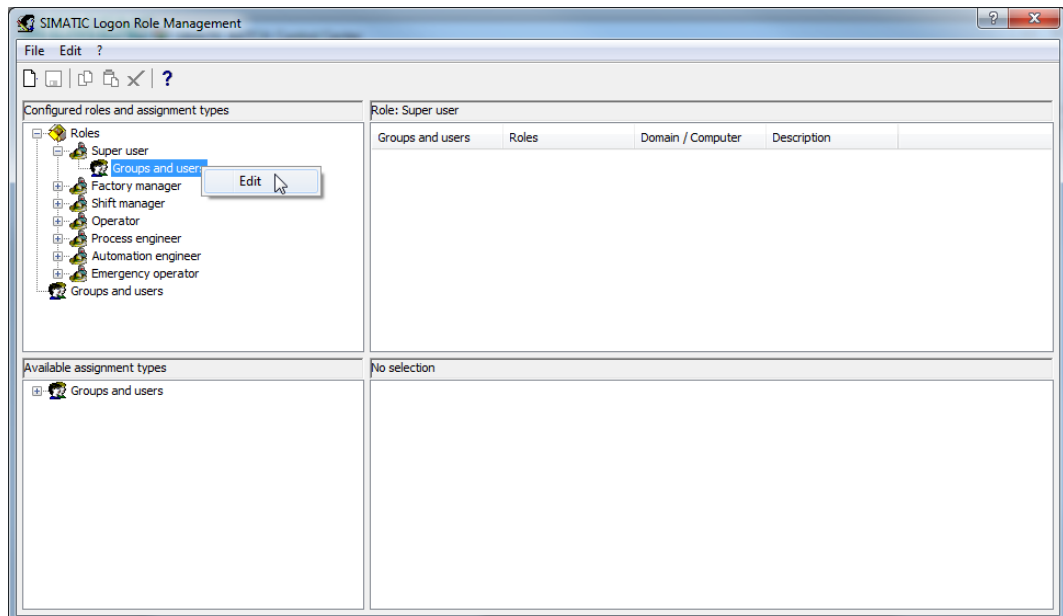 SIMATIC Logon Role Management
File Edit ?
?
Configured roles and assignment types
Roles
Super user
Groups and users
Edit
Factory manager
Shift manager
Operator
Process engineer
Automation engineer
Emergency operator
Groups and users
Role: Super user
Groups and users Roles Domain / Computer Description
Available assignment types
Groups and users
No selection